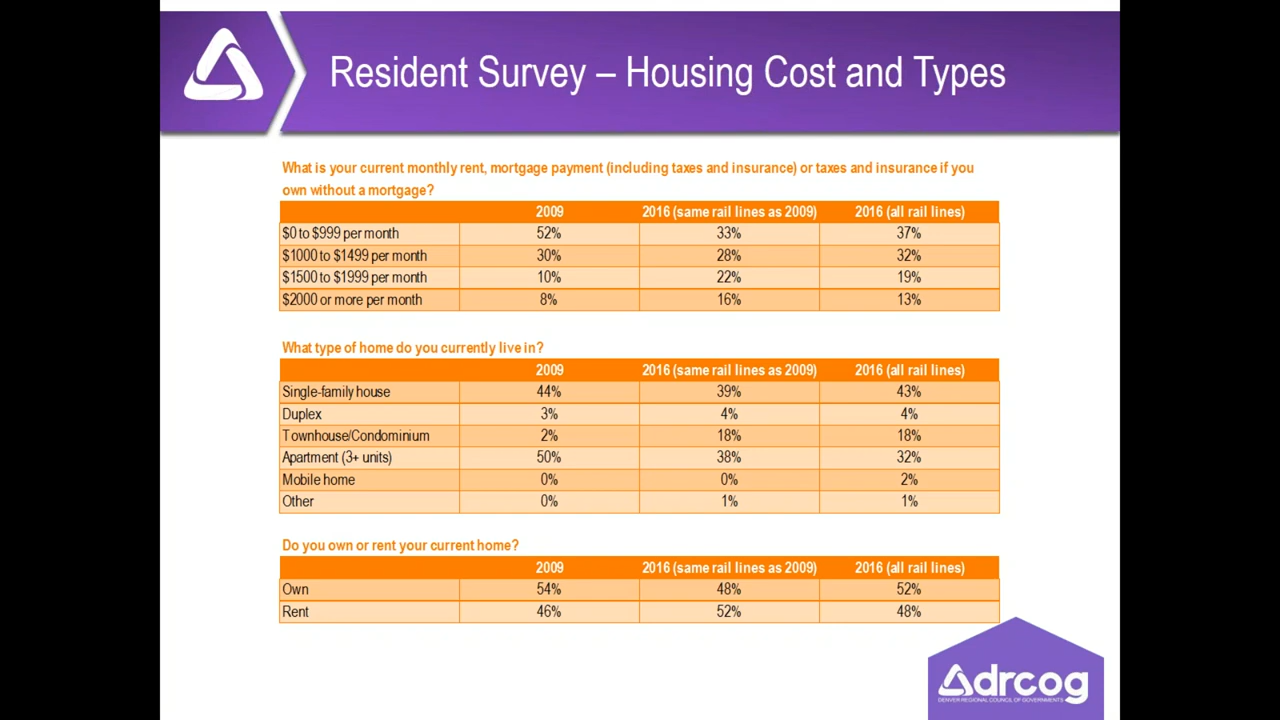 Resident Survey – Housing Cost and Types
What is your current monthly rent, mortgage payment (including taxes and insurance) or taxes and insurance if you
own without a mortgage?
2009 2016 (same rail lines as 2009) 2016 (all rail lines)
$0 to $999 per month 52% 33% 37%
$1000 to $1499 per month 30% 28% 32%
$1500 to $1999 per month 10% 22% 19%
$2000 or more per month 8% 16% 13%
What type of home do you currently live in?
2009 2016 (same rail lines as 2009) 2016 (all rail lines)
Single-family house 44% 39% 43%
Duplex 3% 4% 4%
Townhouse/Condominium 2% 18% 18%
Apartment (3+ units) 50% 38% 32%
Mobile home 0% 0% 2%
Other 0% 1% 1%
Do you own or rent your current home?
2009 2016 (same rail lines as 2009) 2016 (all rail lines)
Own 54% 48% 52%
Rent 46% 52% 48%
drcog
DENVER REGIONAL COUNCIL OF GOVERNMENTS